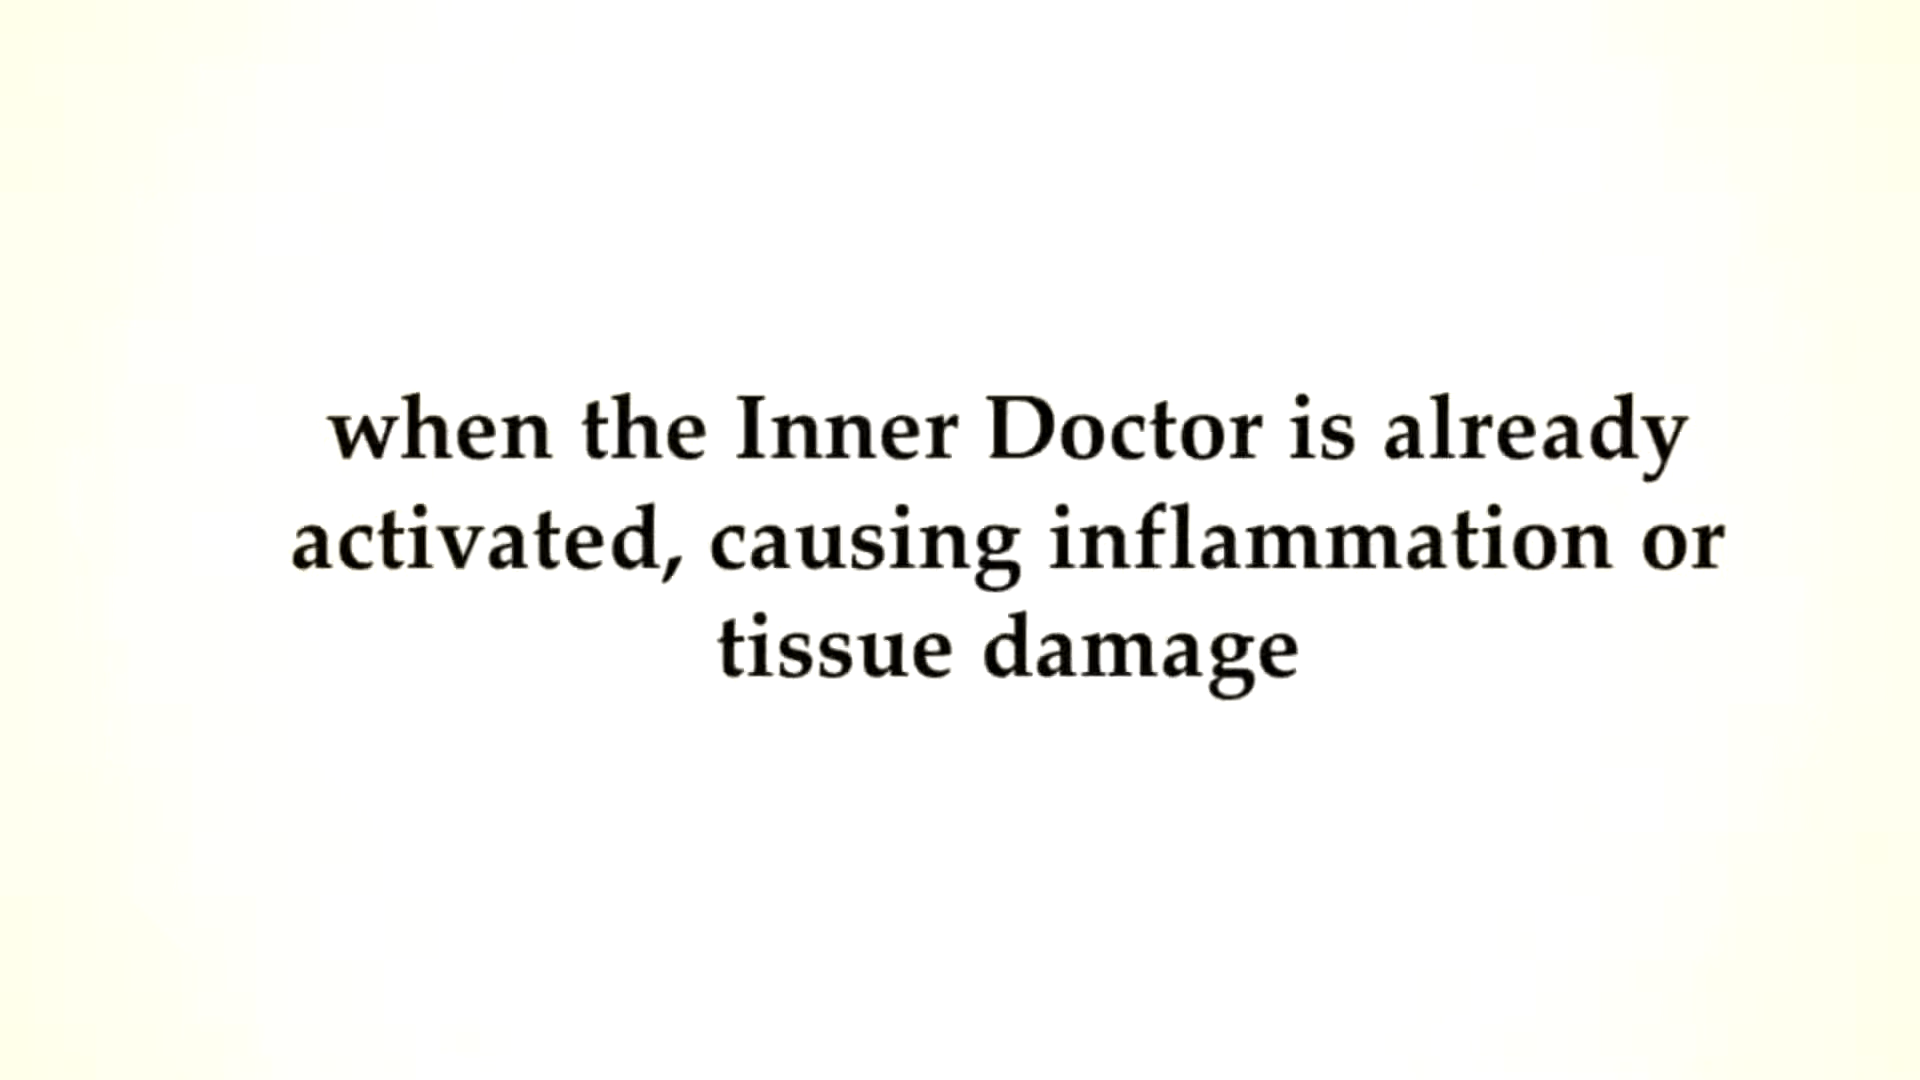 when the Inner Doctor is already
activated, causing inflammation or
tissue damage